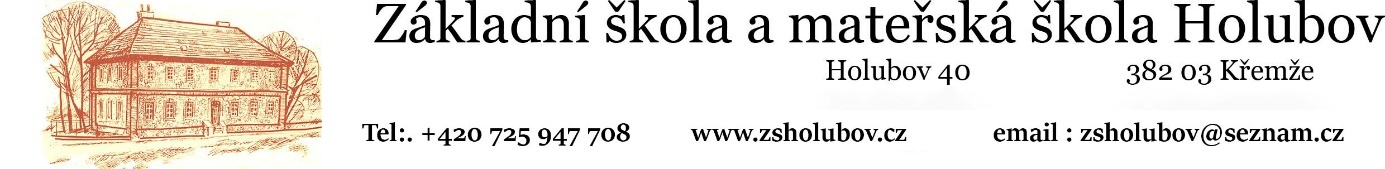 Základní škola a mateřská škola Holubov
Holubov 40 382 03 Křemže
Tel:. +420 725 947 708 www.zsholubov.cz email : zsholubov@seznam.cz